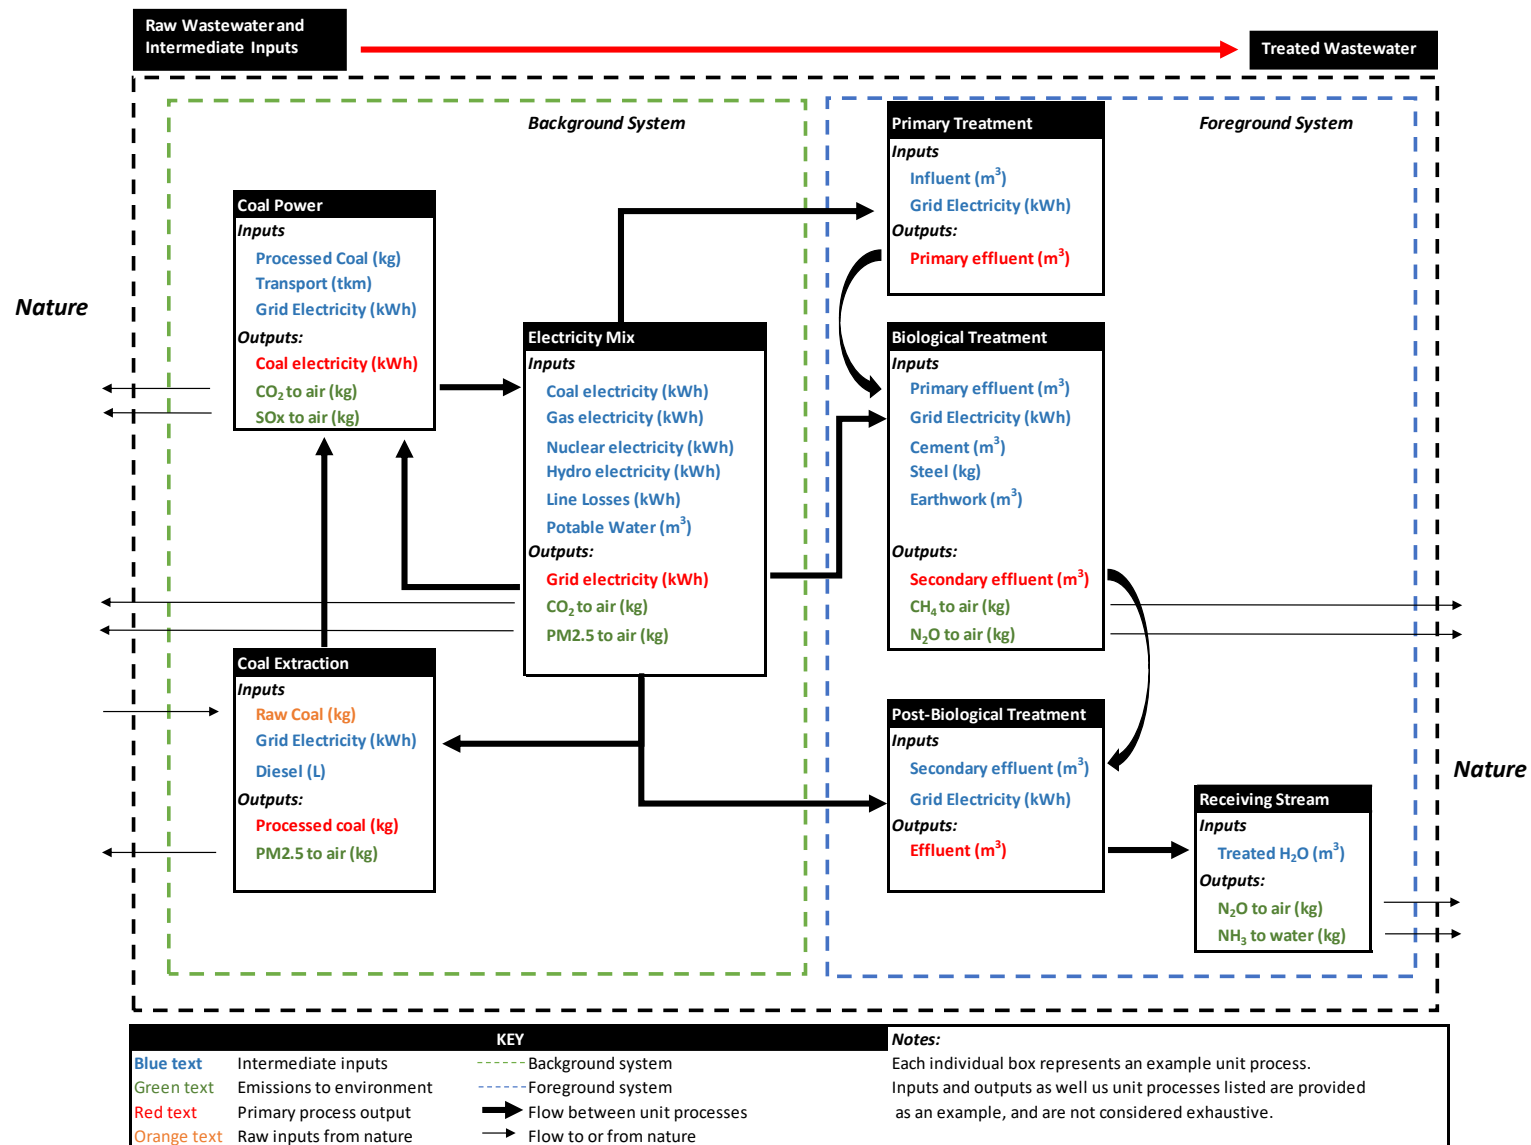 Raw Wastewater and
Intermediate Inputs
Treated Wastewater
Background System
Foreground System
Nature
Coal Power
Inputs
Processed Coal (kg)
Transport (tkm)
Grid Electricity (kWh)
Outputs:
Coal electricity (kWh)
CO₂ to air (kg)
SOx to air (kg)
Coal Extraction
Inputs
Raw Coal (kg)
Grid Electricity (kWh)
Diesel (L)
Outputs:
Processed coal (kg)
PM2.5 to air (kg)
Electricity Mix
Inputs
Coal electricity (kWh)
Gas electricity (kWh)
Nuclear electricity (kWh)
Hydro electricity (kWh)
Line Losses (kWh)
Potable Water (m³)
Outputs:
Grid electricity (kWh)
CO₂ to air (kg)
PM2.5 to air (kg)
Primary Treatment
Inputs
Influent (m³)
Grid Electricity (kWh)
Outputs:
Primary effluent (m³)
Biological Treatment
Inputs
Primary effluent (m³)
Grid Electricity (kWh)
Cement (m³)
Steel (kg)
Earthwork (m³)
Outputs:
Secondary effluent (m³)
CH₄ to air (kg)
N₂O to air (kg)
Post-Biological Treatment
Inputs
Secondary effluent (m³)
Grid Electricity (kWh)
Outputs:
Effluent (m³)
Receiving Stream
Inputs
Treated H₂O (m³)
Outputs:
N₂O to air (kg)
NH₃ to water (kg)
Nature
KEY
Blue text Intermediate inputs
Green text Emissions to environment
Red text Primary process output
Orange text Raw inputs from nature
Background system
Foreground system
Flow between unit processes
Flow to or from nature
Notes:
Each individual box represents an example unit process.
Inputs and outputs as well us unit processes listed are provided
as an example, and are not considered exhaustive.